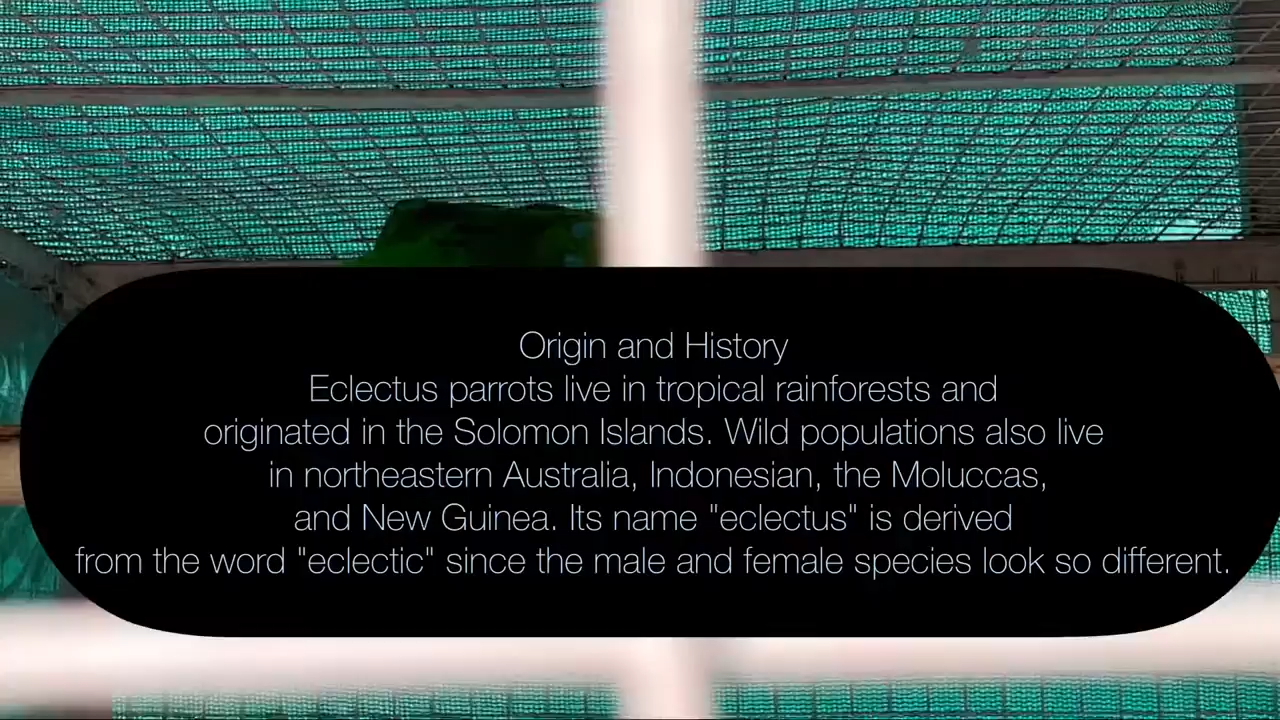 Origin and History
Eclectus parrots live in tropical rainforests and
originated in the Solomon Islands. Wild populations also live
in northeastern Australia, Indonesian, the Moluccas,
and New Guinea. Its name "eclectus" is derived
from the word "eclectic" since the male and female species look so different.